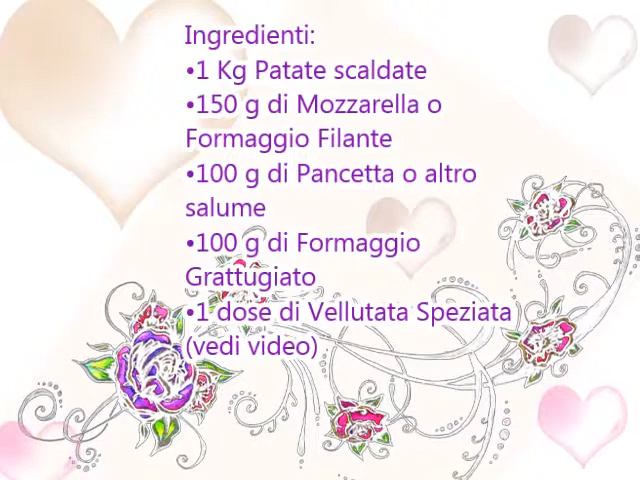 Ingredienti:
•1 Kg Patate scaldate
•150 g di Mozzarella o
Formaggio Filante
•100 g di Pancetta o altro
salume
•100 g di Formaggio
Grattugiato
•1 dose di Vellutata Speziata
(vedi video)